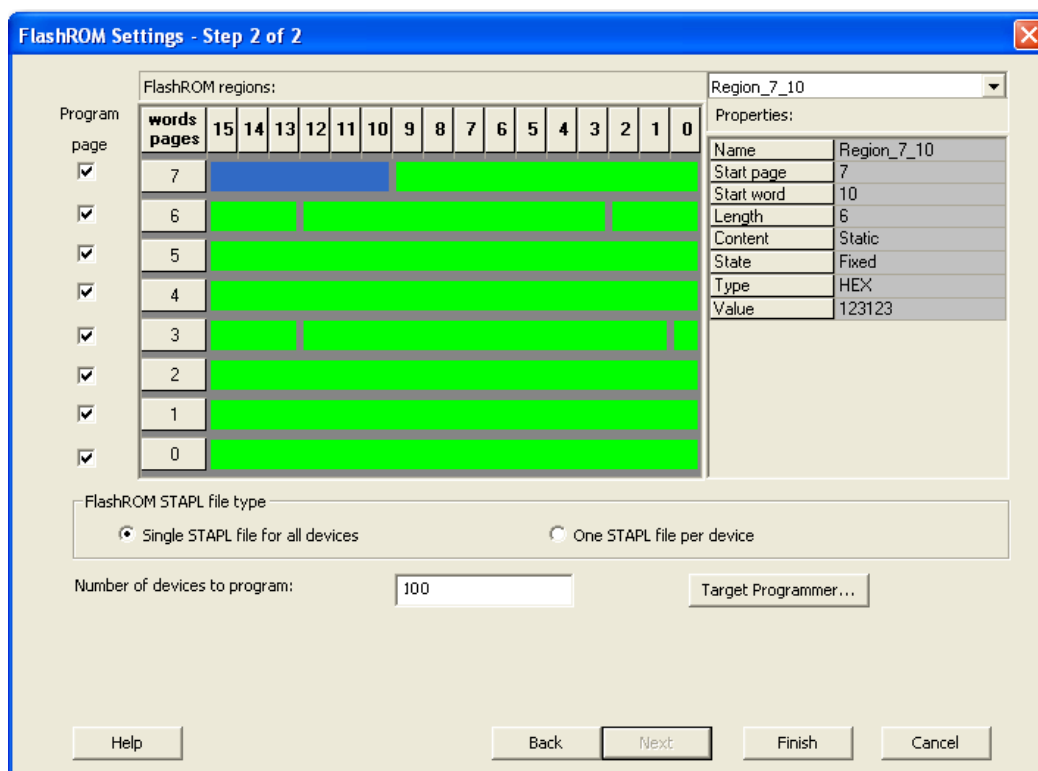 FlashROM Settings - Step 2 of 2
FlashROM regions:
Region_7_10
Program
page
words
pages
15 14 13 12 11 10 9 8 7 6 5 4 3 2 1 0
Properties:
7
6
5
4
3
2
1
0
Name Region_7_10
Start page 7
Start word 10
Length 6
Content Static
State Fixed
Type HEX
Value 123123
FlashROM STAPL file type
Single STAPL file for all devices One STAPL file per device
Number of devices to program: 100 Target Programmer...
Help Back Next Finish Cancel